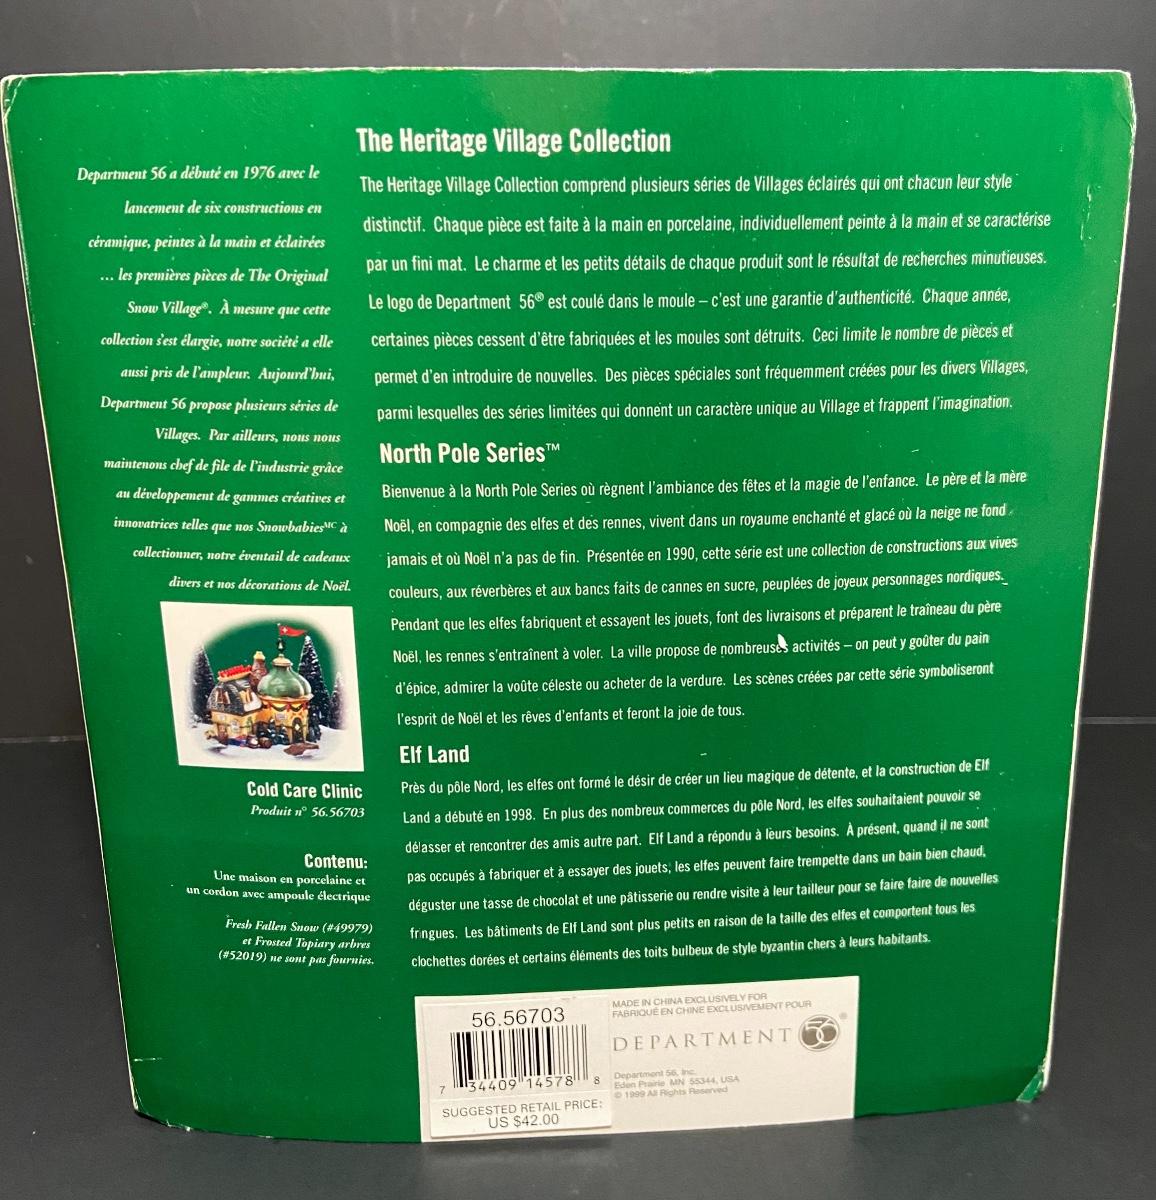 Department 56 a débuté en 1976 avec le
lancement de six constructions en
céramique, peintes à la main et éclairées
... les premières pièces de The Original
Snow Village®. À mesure que cette
collection s'est élargie, notre société a elle
aussi pris de l'ampleur. Aujourd'hui,
Department 56 propose plusieurs séries de
Villages. Par ailleurs, nous nous
maintenons chef de file de l'industrie grâce
au développement de gammes créatives et
innovatrices telles que nos Snowbabies MC à
collectionner, notre éventail de cadeaux
divers et nos décorations de Noël.
Cold Care Clinic
Produit n° 56.56703
Contenu:
Une maison en porcelaine et
un cordon avec ampoule électrique
Fresh Fallen Snow (#49979)
et Frosted Topiary arbres
(#52019) ne sont pas fournies.
The Heritage Village Collection
The Heritage Village Collection comprend plusieurs séries de Villages éclairés qui ont chacun leur style
distinctif. Chaque pièce est faite à la main en porcelaine, individuellement peinte à la main et se caractérise
par un fini mat. Le charme et les petits détails de chaque produit sont le résultat de recherches minutieuses.
Le logo de Department 56® est coulé dans le moule – c'est une garantie d'authenticité. Chaque année,
certaines pièces cessent d'être fabriquées et les moules sont détruits. Ceci limite le nombre de pièces et
permet d'en introduire de nouvelles. Des pièces spéciales sont fréquemment créées pour les divers Villages,
parmi lesquelles des séries limitées qui donnent un caractère unique au Village et frappent l'imagination.
North Pole Series™
Bienvenue à la North Pole Series où règnent l'ambiance des fêtes et la magie de l'enfance. Le père et la mère
Noël, en compagnie des elfes et des rennes, vivent dans un royaume enchanté et glacé où la neige ne fond
jamais et où Noël n'a pas de fin. Présentée en 1990, cette série est une collection de constructions aux vives
couleurs, aux réverbères et aux bancs faits de cannes en sucre, peuplées de joyeux personnages nordiques.
Pendant que les elfes fabriquent et essayent les jouets, font des livraisons et préparent le traîneau du père
Noël, les rennes s'entraînent à voler. La ville propose de nombreuses activités – on peut y goûter du pain
d'épice, admirer la voûte céleste ou acheter de la verdure. Les scènes créées par cette série symboliseront
l'esprit de Noël et les rêves d'enfants et feront la joie de tous.
Elf Land
Près du pôle Nord, les elfes ont formé le désir de créer un lieu magique de détente, et la construction de Elf
Land a débuté en 1998. En plus des nombreux commerces du pôle Nord, les elfes souhaitaient pouvoir se
délasser et rencontrer des amis autre part. Elf Land a répondu à leurs besoins. À présent, quand il ne sont
pas occupés à fabriquer et à essayer des jouets, les elfes peuvent faire trempette dans un bain bien chaud,
déguster une tasse de chocolat et une pâtisserie ou rendre visite à leur tailleur pour se faire faire de nouvelles
fringues. Les bâtiments de Elf Land sont plus petits en raison de la taille des elfes et comportent tous les
clochettes dorées et certains éléments des toits bulbeux de style byzantin chers à leurs habitants.
56.56703
7 34409 14578 8
SUGGESTED RETAIL PRICE:
US $42.00
MADE IN CHINA EXCLUSIVELY FOR
FABRIQUÉ EN CHINE EXCLUSIVEMENT POUR
DEPARTMENT 56®
Department 56, Inc.
Eden Prairie MN 55344, USA
© 1999 All Rights Reserved